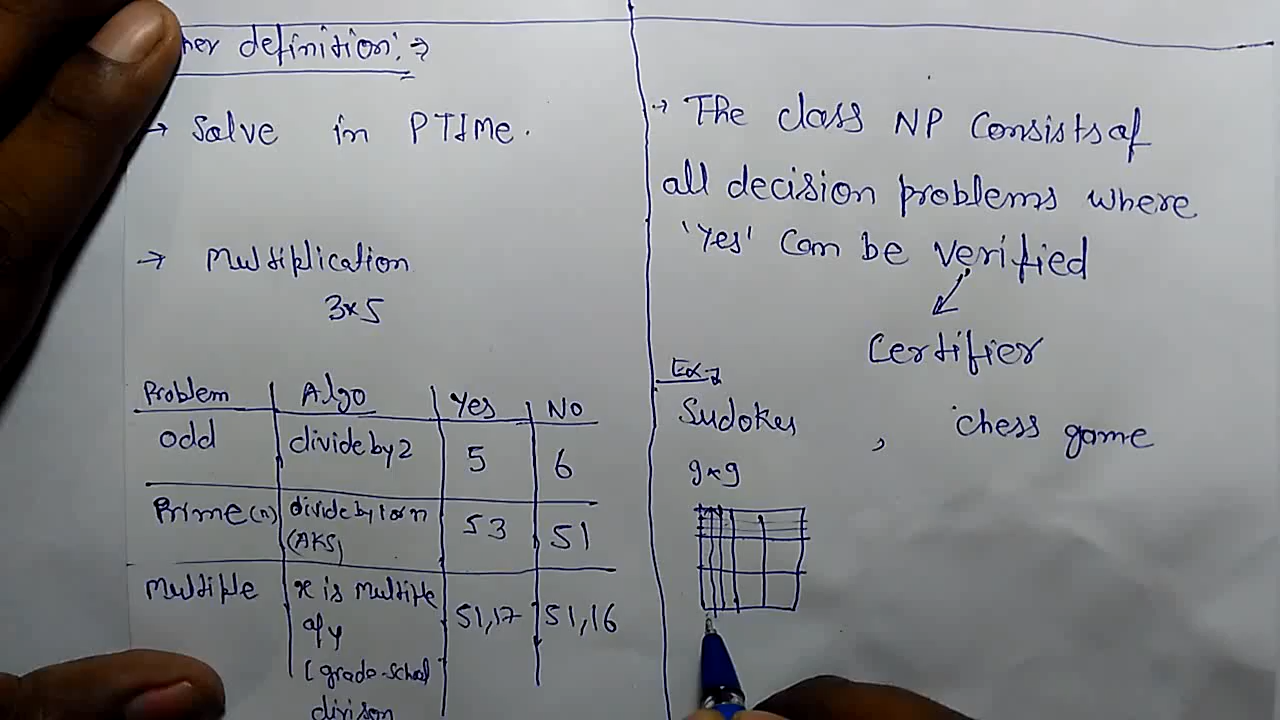 her definition:→
→ Solve in PTIMe.
→ Multiplication
3×5
Problem Algo Yes No
odd divide by 2 5 6
Prime(n) divide by 1 or n (AKS) 53 51
Multiple x is multiple of y [grade-school divison 51,17 51,16
→ The class NP Consists of
all decision problems where
'Yes' Can be verified
Certifier
Ex→
Sudokes, chess game
9×9